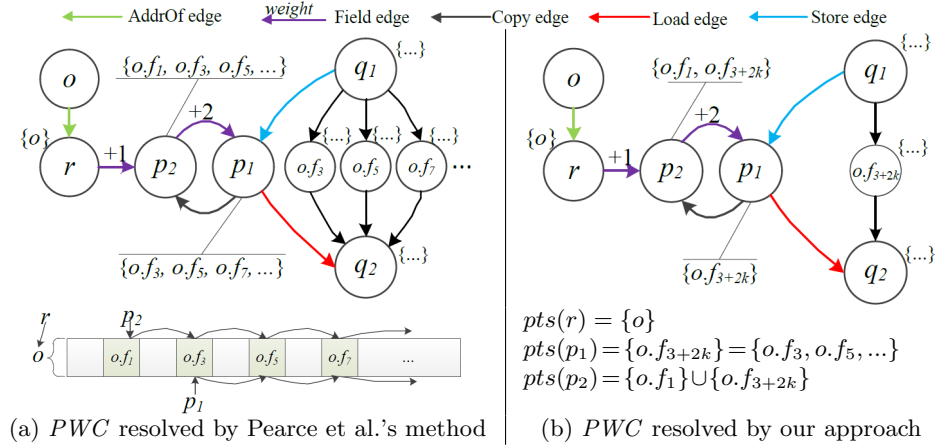 AddrOf edge weight Field edge Copy edge Load edge Store edge
{...}
o q₁
{o.f₁, o.f₃, o.f₅, ...}
+2
{o} {...} {...} {...}
r +1 p₂ p₁ o.f₃ o.f₅ o.f₇ ...
{...}
{o.f₃, o.f₅, o.f₇, ...} q₂
r p₂
o o.f₁ o.f₃ o.f₅ o.f₇ ...
p₁
(a) PWC resolved by Pearce et al.'s method
{...}
o q₁
{o.f₁, o.f₃₊₂ₖ}
+2
{o} {...}
r +1 p₂ p₁ o.f₃₊₂ₖ
{...}
{o.f₃₊₂ₖ} q₂
pts(r) = {o}
pts(p₁)={o.f₃₊₂ₖ}={o.f₃, o.f₅, ...}
pts(p₂)={o.f₁}∪{o.f₃₊₂ₖ}
(b) PWC resolved by our approach